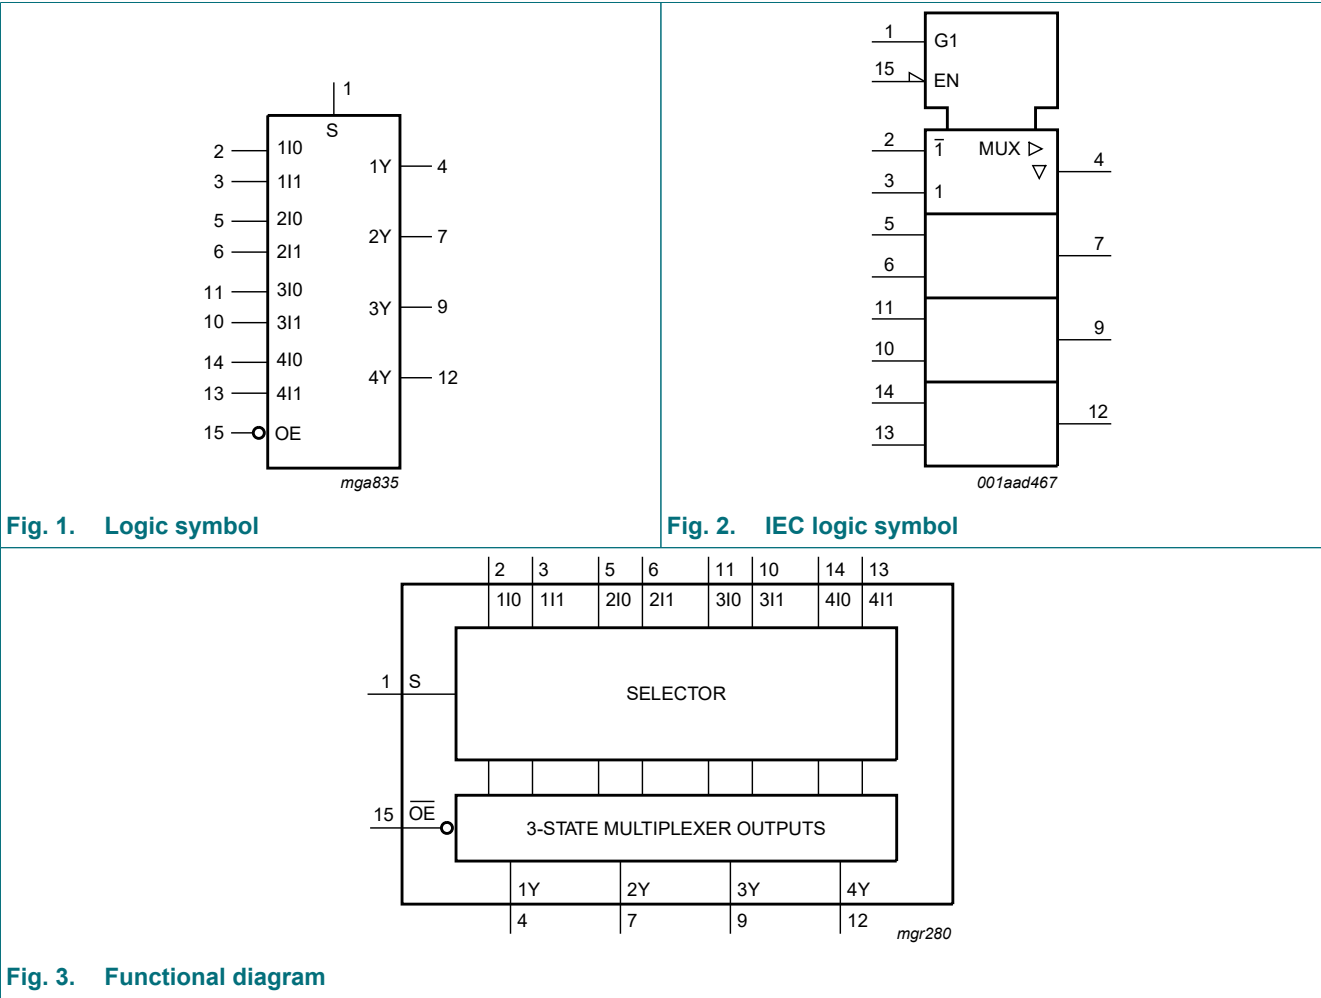 1
S
2 1I0
1Y 4
3 1I1
5 2I0
2Y 7
6 2I1
11 3I0
3Y 9
10 3I1
14 4I0
4Y 12
13 4I1
15 OE
mga835
Fig. 1. Logic symbol
1 G1
15 EN
2 1̅ MUX
4
3 1
5
7
6
11
9
10
14
12
13
001aad467
Fig. 2. IEC logic symbol
2 3 5 6 11 10 14 13
1I0 1I1 2I0 2I1 3I0 3I1 4I0 4I1
1 S
SELECTOR
15 O̅E̅
3-STATE MULTIPLEXER OUTPUTS
1Y 2Y 3Y 4Y
4 7 9 12
mgr280
Fig. 3. Functional diagram